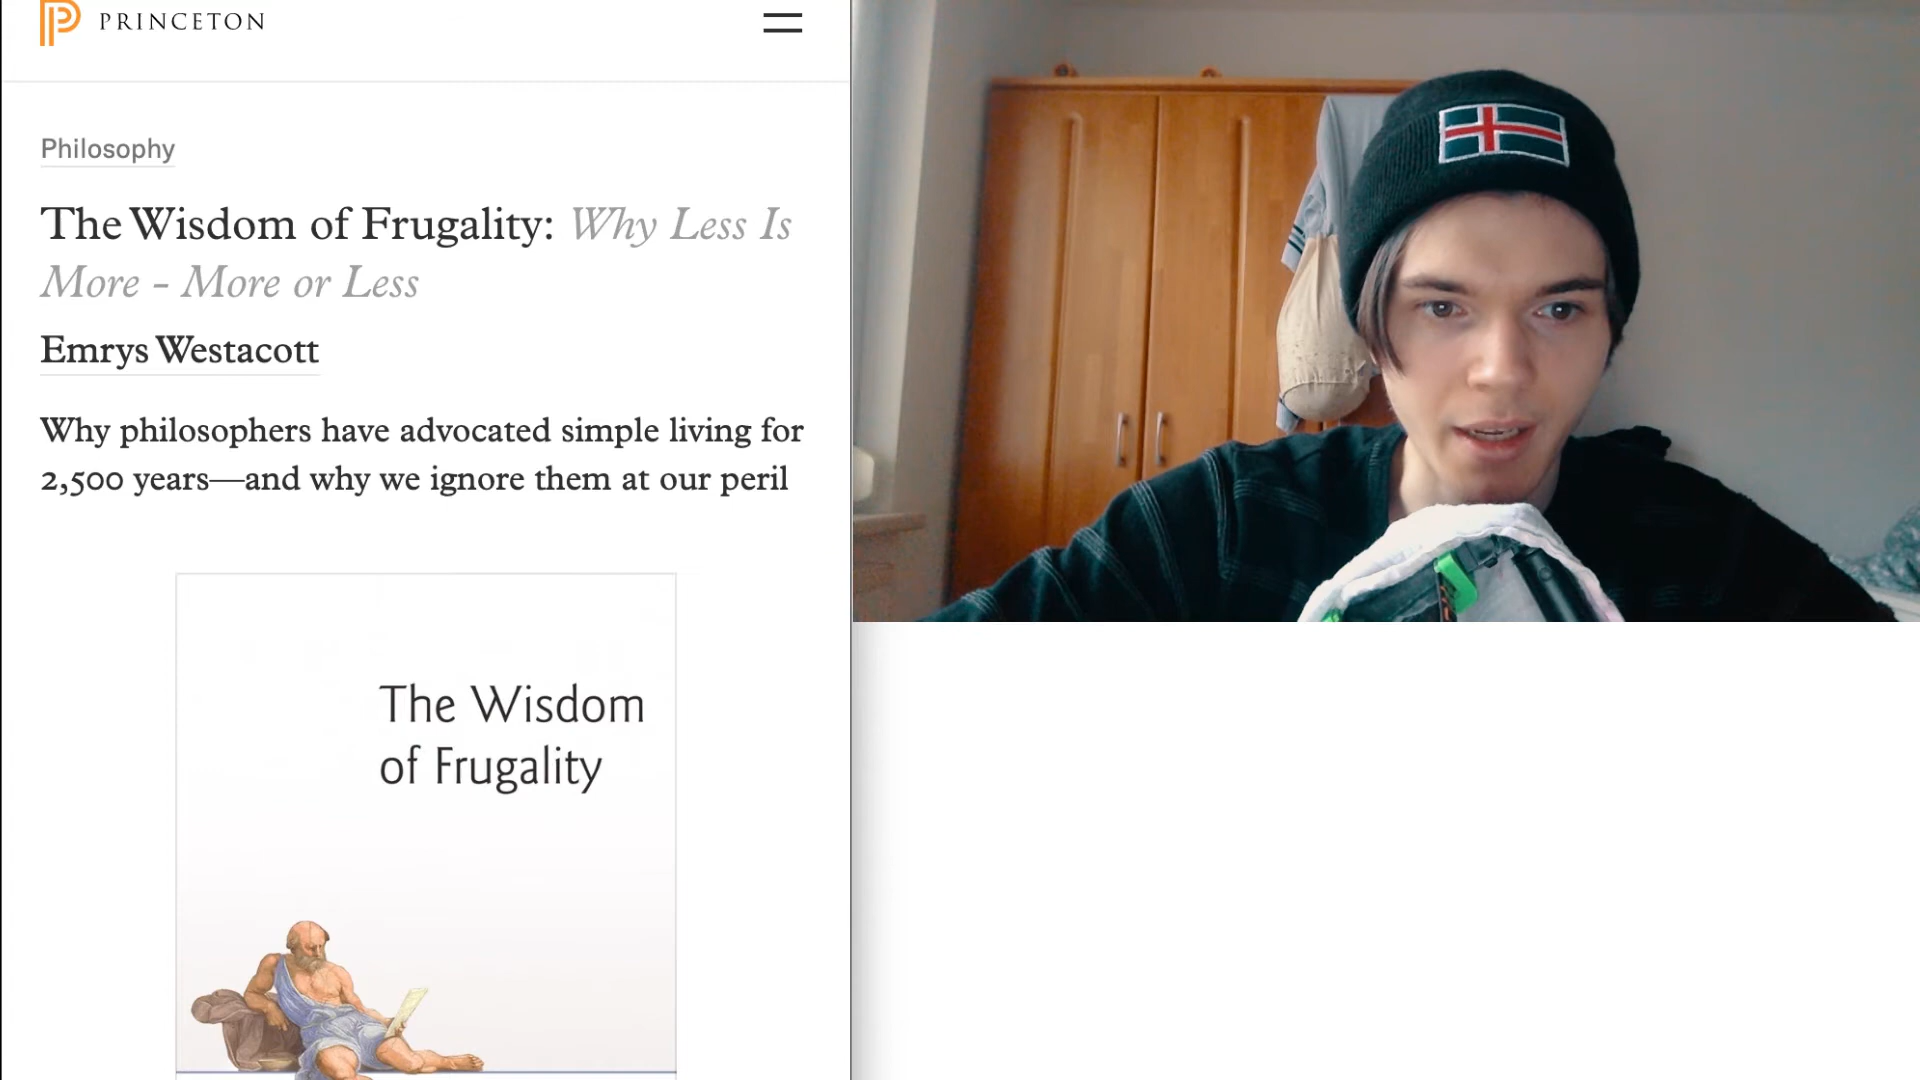 PRINCETON
Philosophy
The Wisdom of Frugality: Why Less Is
More - More or Less
Emrys Westacott
Why philosophers have advocated simple living for
2,500 years—and why we ignore them at our peril
The Wisdom
of Frugality